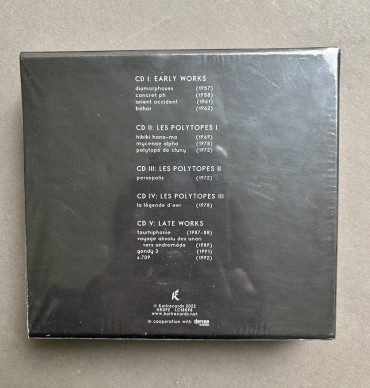 CD I: EARLY WORKS
diamorphoses (1957)
concret ph (1958)
orient occident (1961)
bohor (1962)
CD II: LES POLYTOPES I
hibiki hana-ma (1969)
mycenae alpha (1978)
polytope de cluny (1972)
CD III: LES POLYTOPES II
persepolis (1972)
CD IV: LES POLYTOPES III
la légende d'eer (1978)
CD V: LATE WORKS
taurhiphanie (1987-88)
voyage absolu des unari
vers andromède (1989)
gendy 3 (1991)
s.709 (1992)
© Karlrecords 2022
www.karlrecords.net
in cooperation with dense